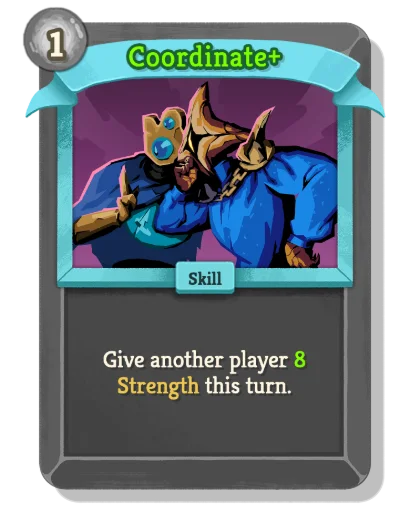 1
Coordinate+
Skill
Give another player 8
Strength this turn.